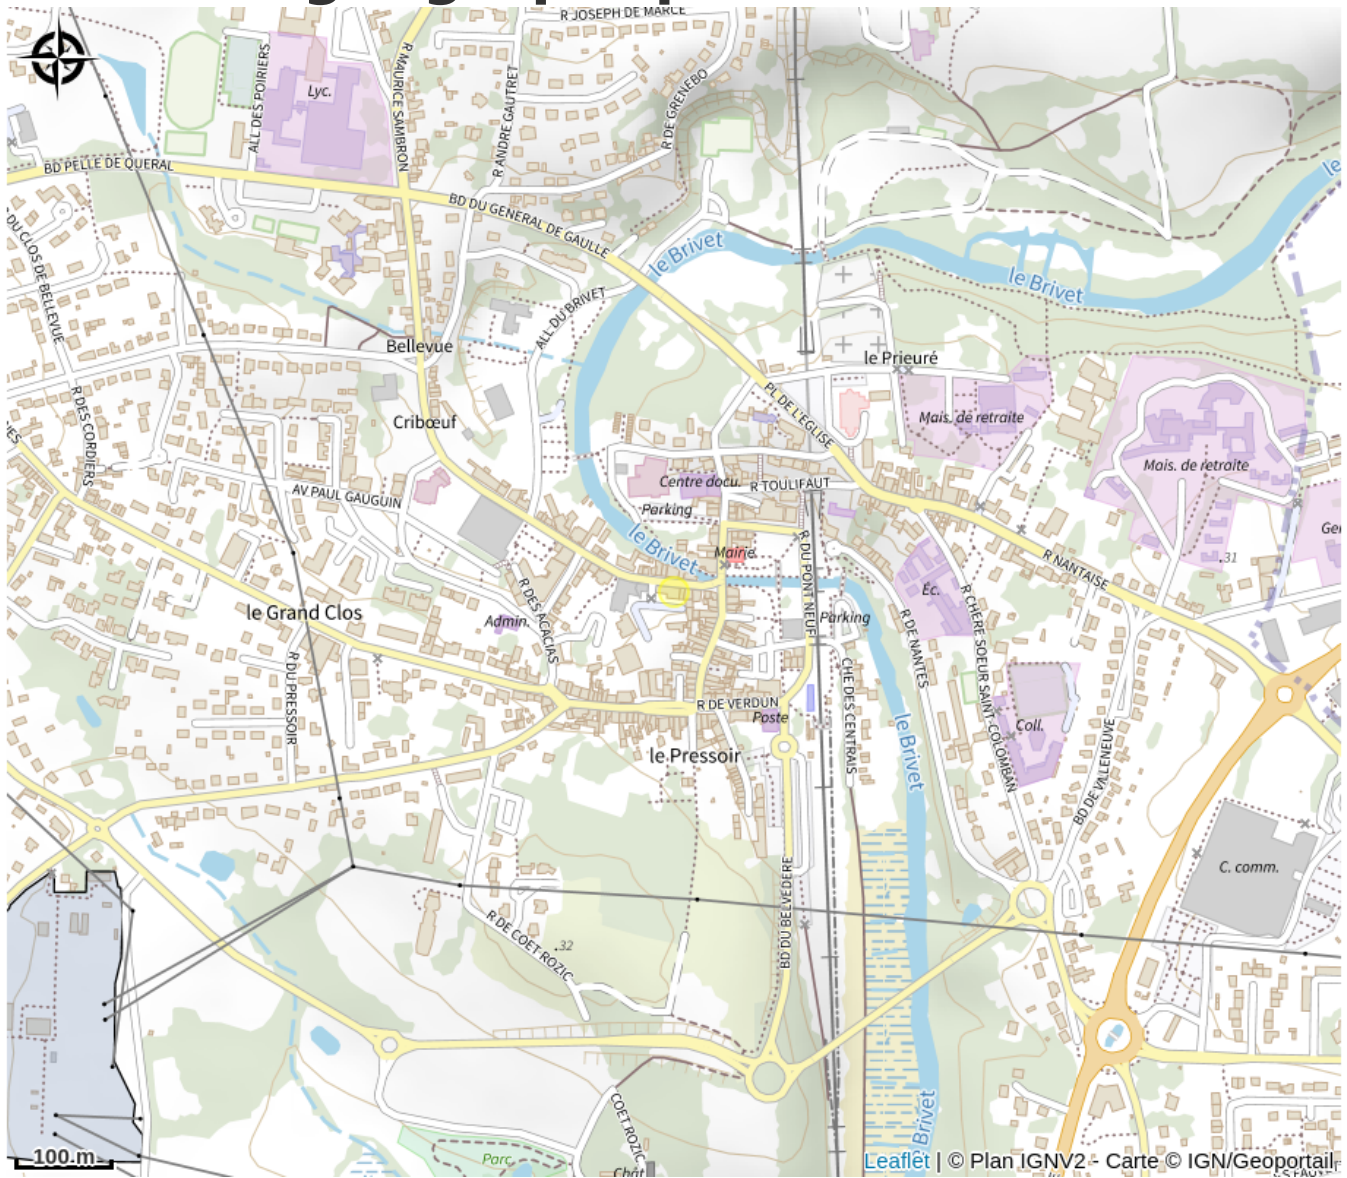 R JOSEPH DE MARCE
Lyc.
ALL DES POIRIERS
R MAURICE SAMBRON
R ANDRE GAUTRET
R DE GRENEBO
BD PELLE DE QUERAL
BD DU GENERAL DE GAULLE
le Brivet
le
le Brivet
DU CLOS DE BELLEVUE
ALL. DU BRIVET
Bellevue
le Prieuré
R DES CORDIERS
Cribœuf
PL DE L'EGLISE
Mais. de retraite
Mais. de retraite
AV PAUL GAUGUIN
Centre docu.
R TOULIFAUT
Parking
le Brivet
Mairie
R DU PONT NEUF
R NANTAISE
.31
Ge
Éc.
le Grand Clos
Admin.
R DES ACACIAS
Parking
R DE NANTES
R CHERE SOEUR SAINT-COLOMBAN
R DU PRESSOIR
R DE VERDUN
Poste
CHE DES CENTRAIS
le Brivet
Coll.
le Pressoir
BD DE VILLENEUVE
C. comm.
BD DU BELVEDERE
R DE COET ROZIC
.32
COET ROZIC
Brivet
Parc
Chât
100 m
Leaflet | © Plan IGNV2 - Carte © IGN/Geoportail